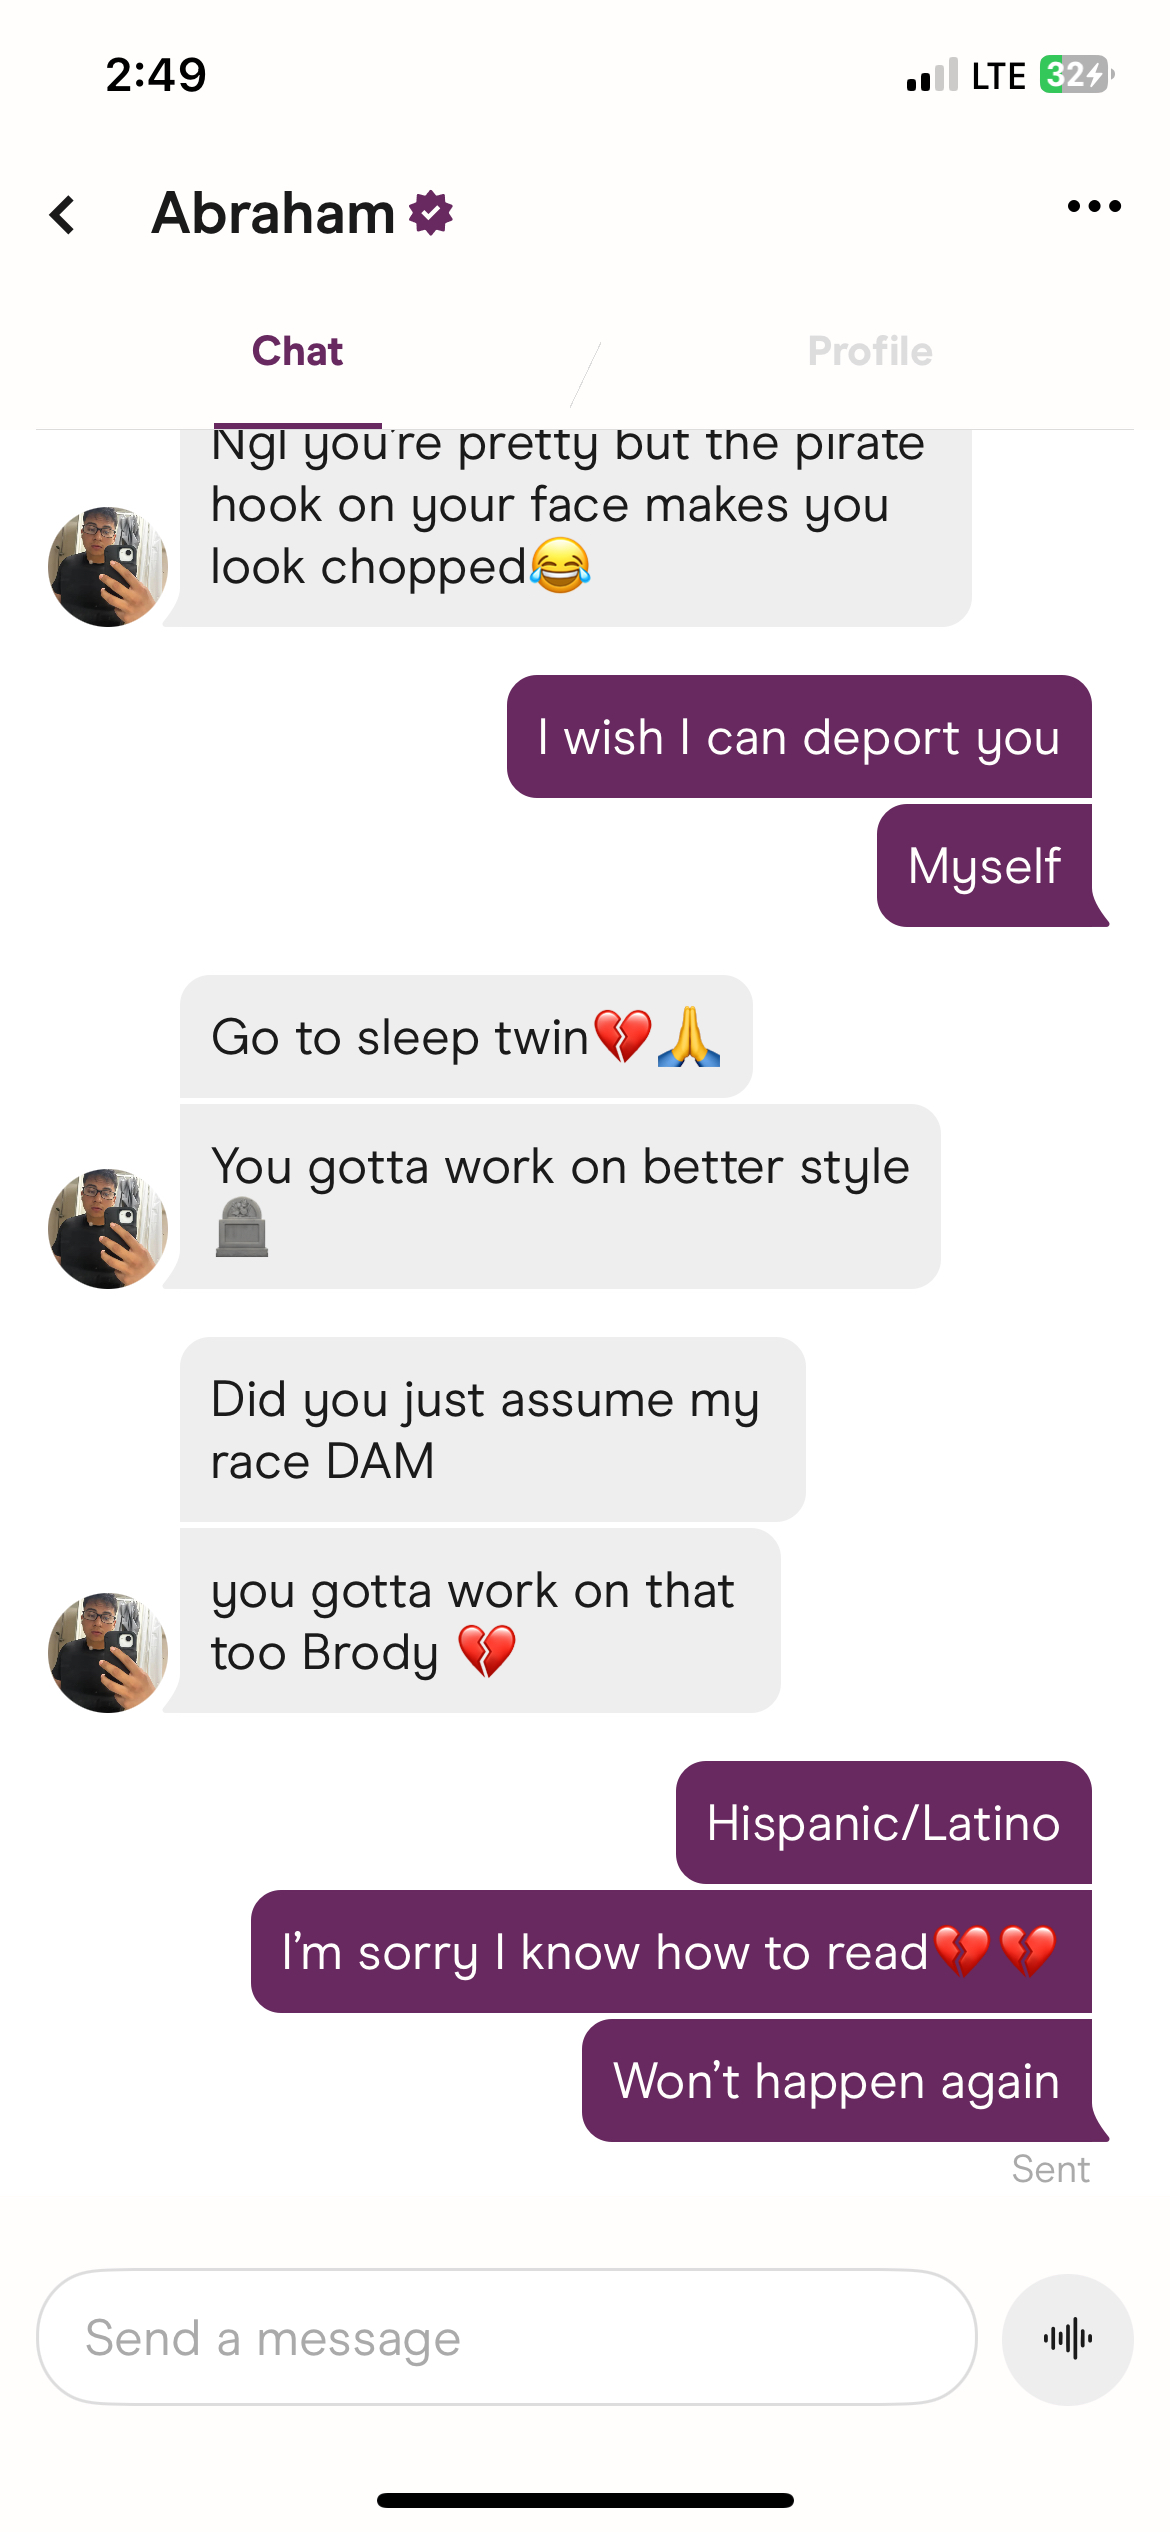 2:49
LTE 32
Abraham
Chat
Profile
Ngl you're pretty but the pirate
hook on your face makes you
look chopped😂
I wish I can deport you
Myself
Go to sleep twin💔🙏
You gotta work on better style
🪦
Did you just assume my
race DAM
you gotta work on that
too Brody 💔
Hispanic/Latino
I'm sorry I know how to read💔💔
Won't happen again
Sent
Send a message